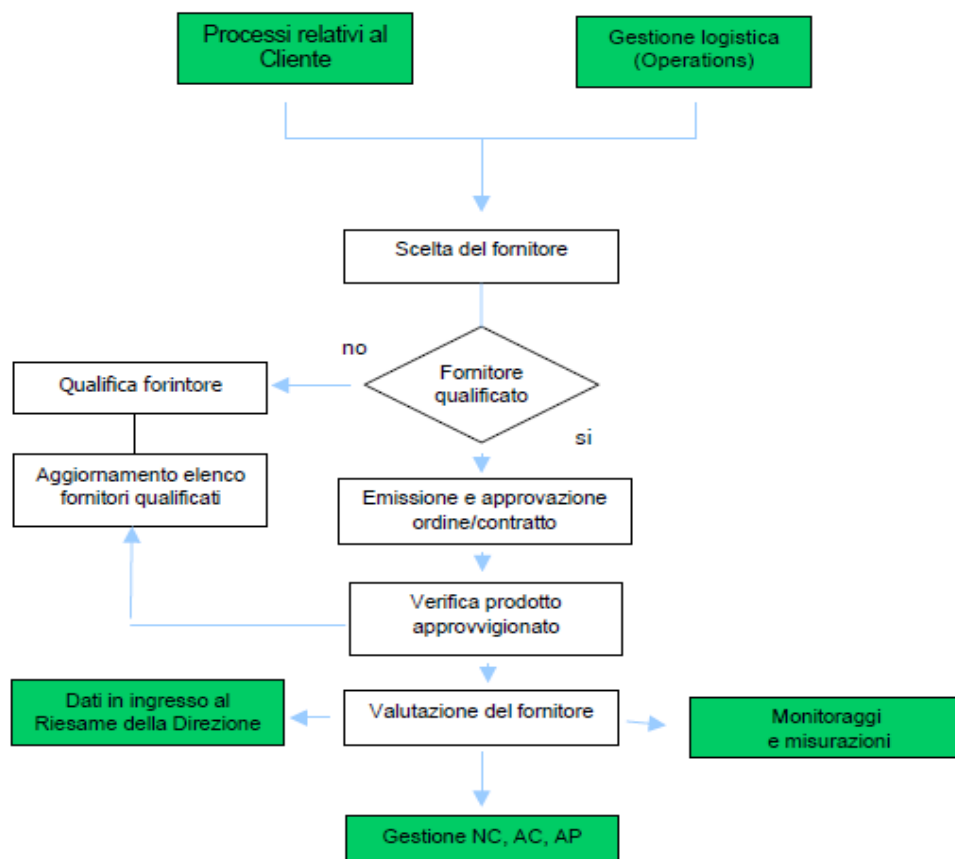 Processi relativi al
Cliente
Gestione logistica
(Operations)
Scelta del fornitore
no
Fornitore
qualificato
si
Qualifica forintore
Aggiornamento elenco
fornitori qualificati
Emissione e approvazione
ordine/contratto
Verifica prodotto
approvvigionato
Dati in ingresso al
Riesame della Direzione
Valutazione del fornitore
Monitoraggi
e misurazioni
Gestione NC, AC, AP